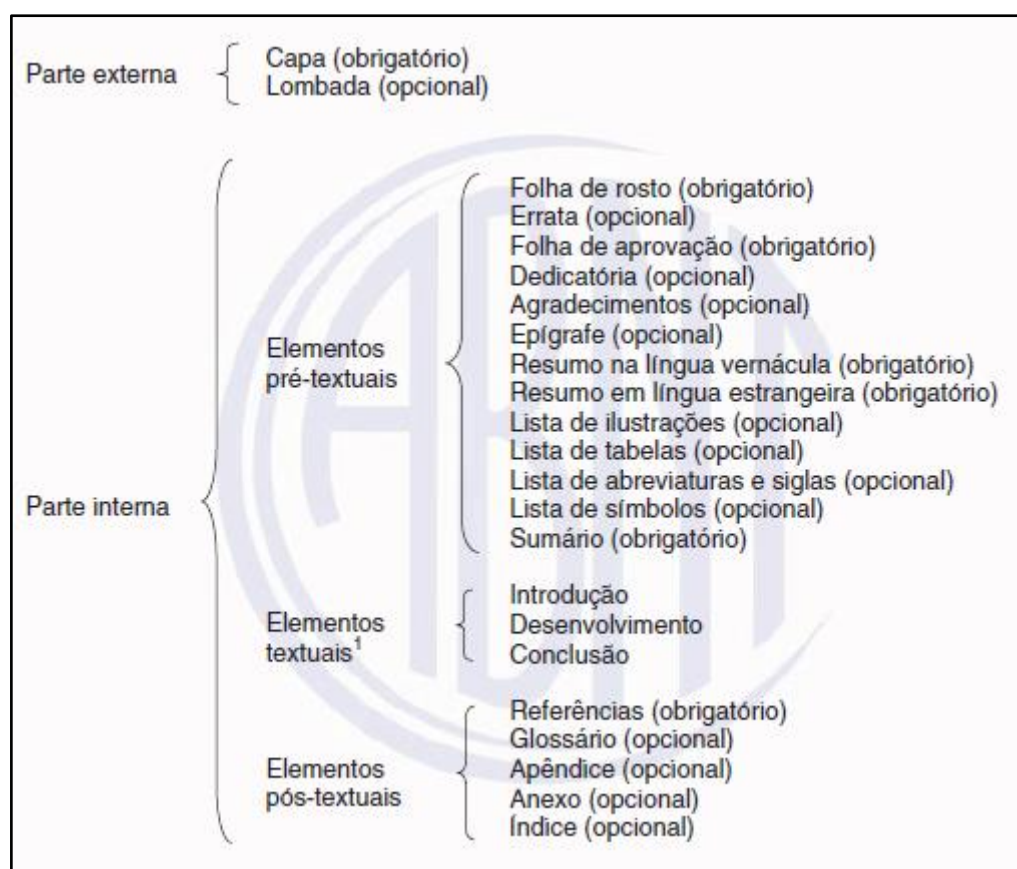 Parte externa
Capa (obrigatório)
Lombada (opcional)
Parte interna
Elementos
pré-textuais
Folha de rosto (obrigatório)
Errata (opcional)
Folha de aprovação (obrigatório)
Dedicatória (opcional)
Agradecimentos (opcional)
Epígrafe (opcional)
Resumo na língua vernácula (obrigatório)
Resumo em língua estrangeira (obrigatório)
Lista de ilustrações (opcional)
Lista de tabelas (opcional)
Lista de abreviaturas e siglas (opcional)
Lista de símbolos (opcional)
Sumário (obrigatório)
Elementos
textuais¹
Introdução
Desenvolvimento
Conclusão
Elementos
pós-textuais
Referências (obrigatório)
Glossário (opcional)
Apêndice (opcional)
Anexo (opcional)
Índice (opcional)
ABNT